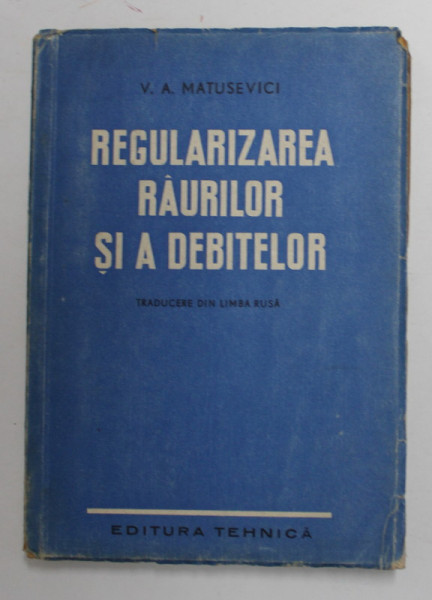 V. A. MATUSEVICI
REGULARIZAREA
RÂURILOR
ȘI A DEBITELOR
TRADUCERE DIN LIMBA RUSĂ
EDITURA TEHNICĂ